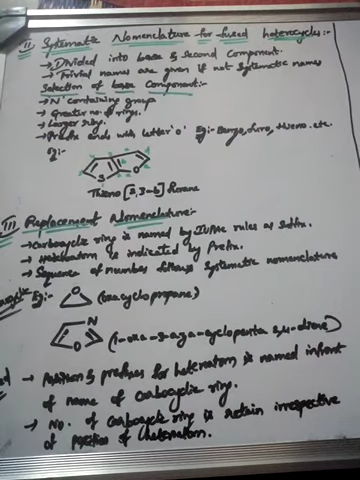 II Systematic Nomenclature for fused heterocycles:-
→ Divided into base & second component.
→ Trivial names are given if not systematic names
Selection of base Component:-
→ N containing group
→ Greater no. of rings.
→ Larger ring.
→ Prefix ends with letter 'o' Eg:- Benzo, furo, thieno. etc.
Eg:-
S O
Thieno [2,3-b] furane
III Replacement Nomenclature:-
→ Carbocycle ring is named by IUPAC rules as suffix.
→ Heteroatom is indicated by Prefix.
→ Sequence of number follows systematic nomenclature
Eg:- O (oxacyclopropane)
N
O (1-oxa-3-aza-cyclopenta 2,4-diene)
→ Position & prefixes for heteroatom is named infront
of name of carbocyclic ring.
→ No. of carbocycle ring is retain irrespective
of position of heteroatom.